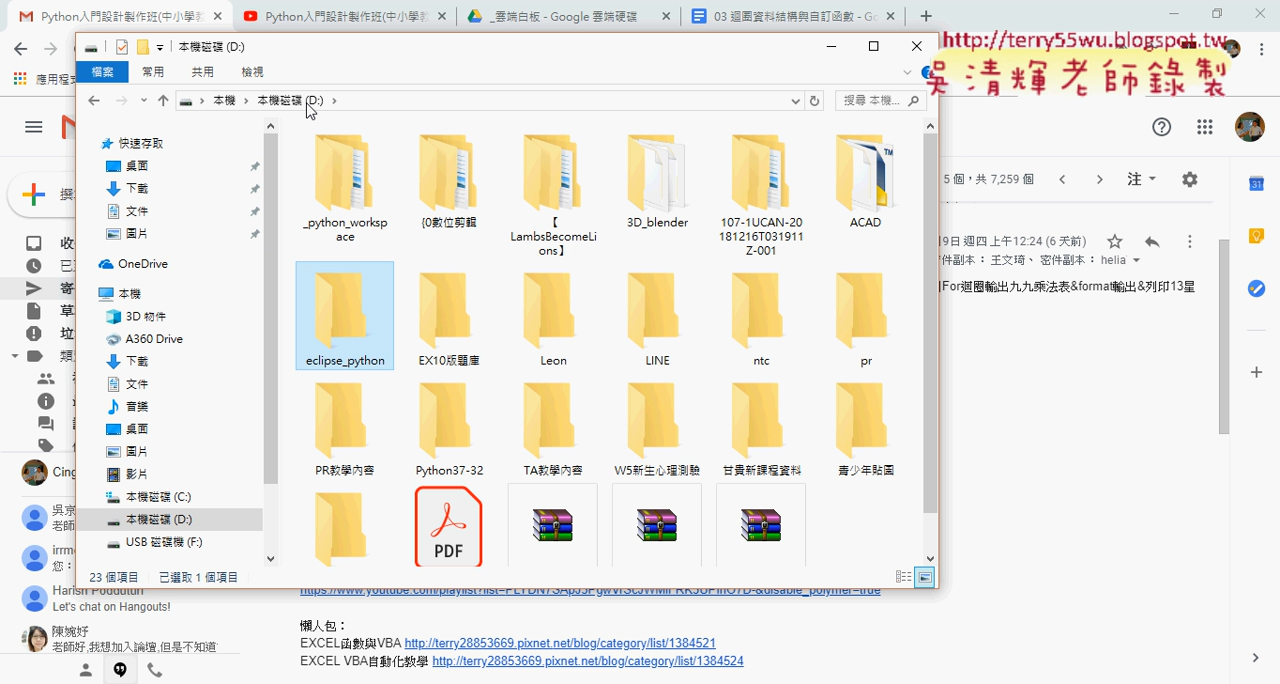 Python入門設計製作班(中小學教
Python入門設計製作班(中小學教
_雲端白板 - Google 雲端硬碟
03 迴圈資料結構與自訂函數 - Go
http://terry55wu.blogspot.tw
吳清輝老師錄製
應用程式
本機磁碟 (D:)
檔案
常用
共用
檢視
本機
本機磁碟 (D:)
搜尋 本機...
快速存取
桌面
下載
文件
圖片
OneDrive
本機
3D 物件
A360 Drive
下載
文件
音樂
桌面
圖片
影片
本機磁碟 (C:)
本機磁碟 (D:)
USB 磁碟機 (F:)
_python_workspace
{0數位剪輯
【LambsBecomeLions】
3D_blender
107-1UCAN-20181216T031911Z-001
ACAD
eclipse_python
EX10版題庫
Leon
LINE
ntc
pr
PR教學內容
Python37-32
TA教學內容
W5新生心理測驗
甘貴新課程資料
青少年貼圖
PDF
23 個項目
已選取 1 個項目
5 個，共 7,259 個
注
9日 週四 上午12:24 (6 天前)
件副本： 王文琦、 密件副本： helia
For迴圈輸出九九乘法表&format輸出&列印13星
31
收
已
寄
草
垃
類
Cing
吳京
老師
irrm
您：
Harish Podduturi
Let's chat on Hangouts!
陳婉妤
老師好,我想加入論壇,但是不知道
懶人包：
EXCEL函數與VBA http://terry28853669.pixnet.net/blog/category/list/1384521
EXCEL VBA自動化教學 http://terry28853669.pixnet.net/blog/category/list/1384524